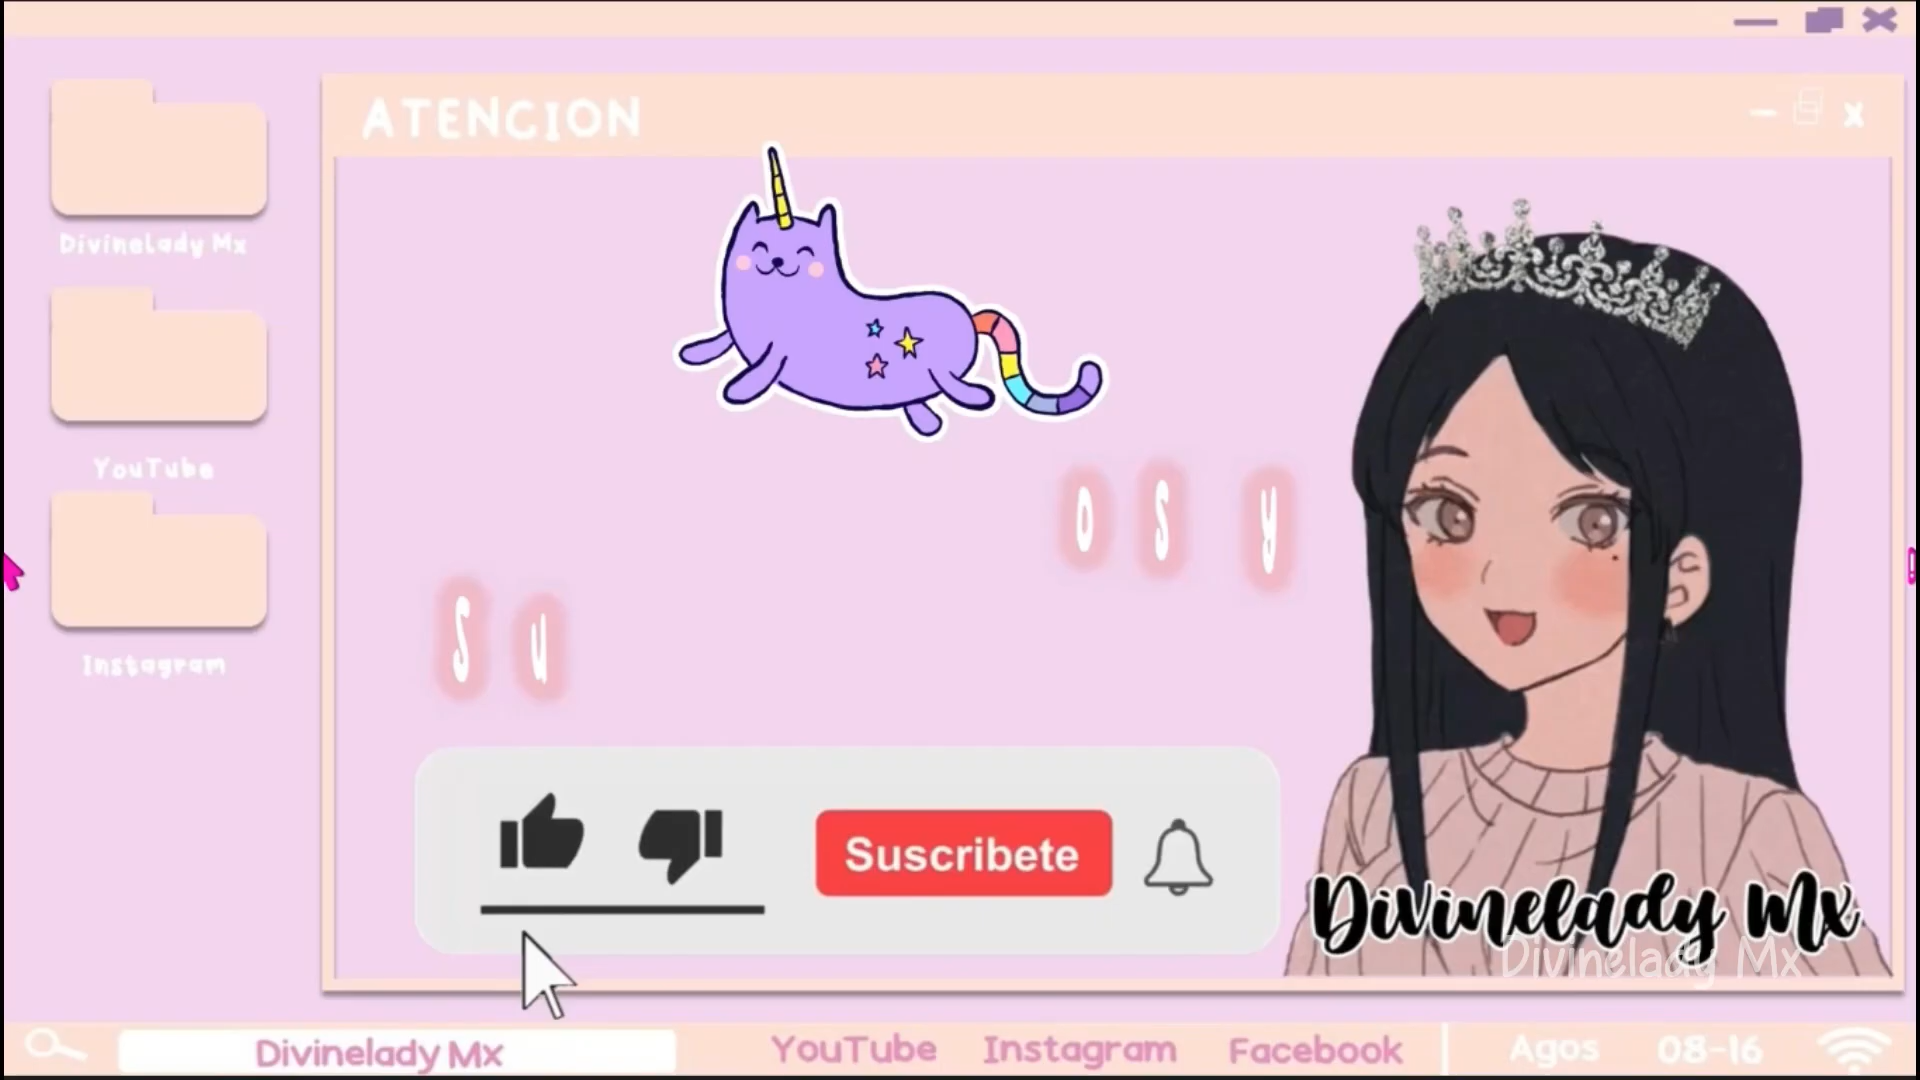 ATENCION
Divinelady Mx
YouTube
Instagram
o s y
S u
Suscribete
Divinelady Mx
Divinelady Mx
Divinelady Mx
YouTube Instagram Facebook
Agos 08-16